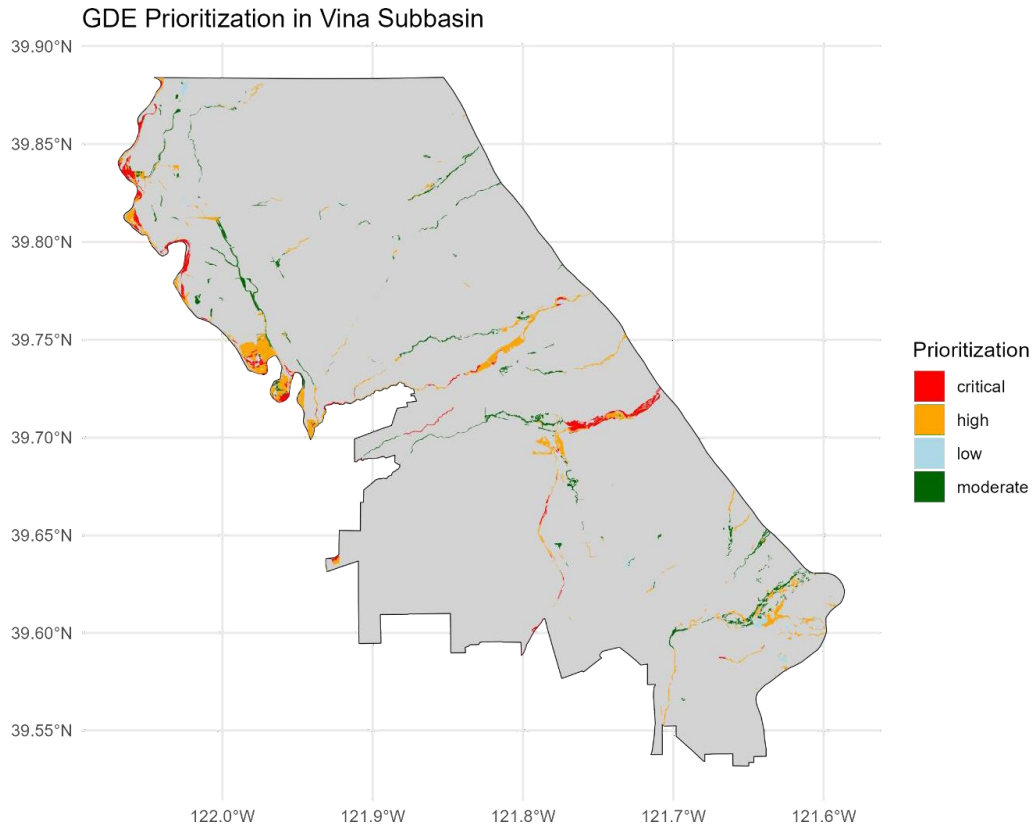 GDE Prioritization in Vina Subbasin
39.90°N
39.85°N
39.80°N
39.75°N
39.70°N
39.65°N
39.60°N
39.55°N
122.0°W
121.9°W
121.8°W
121.7°W
121.6°W
Prioritization
critical
high
low
moderate